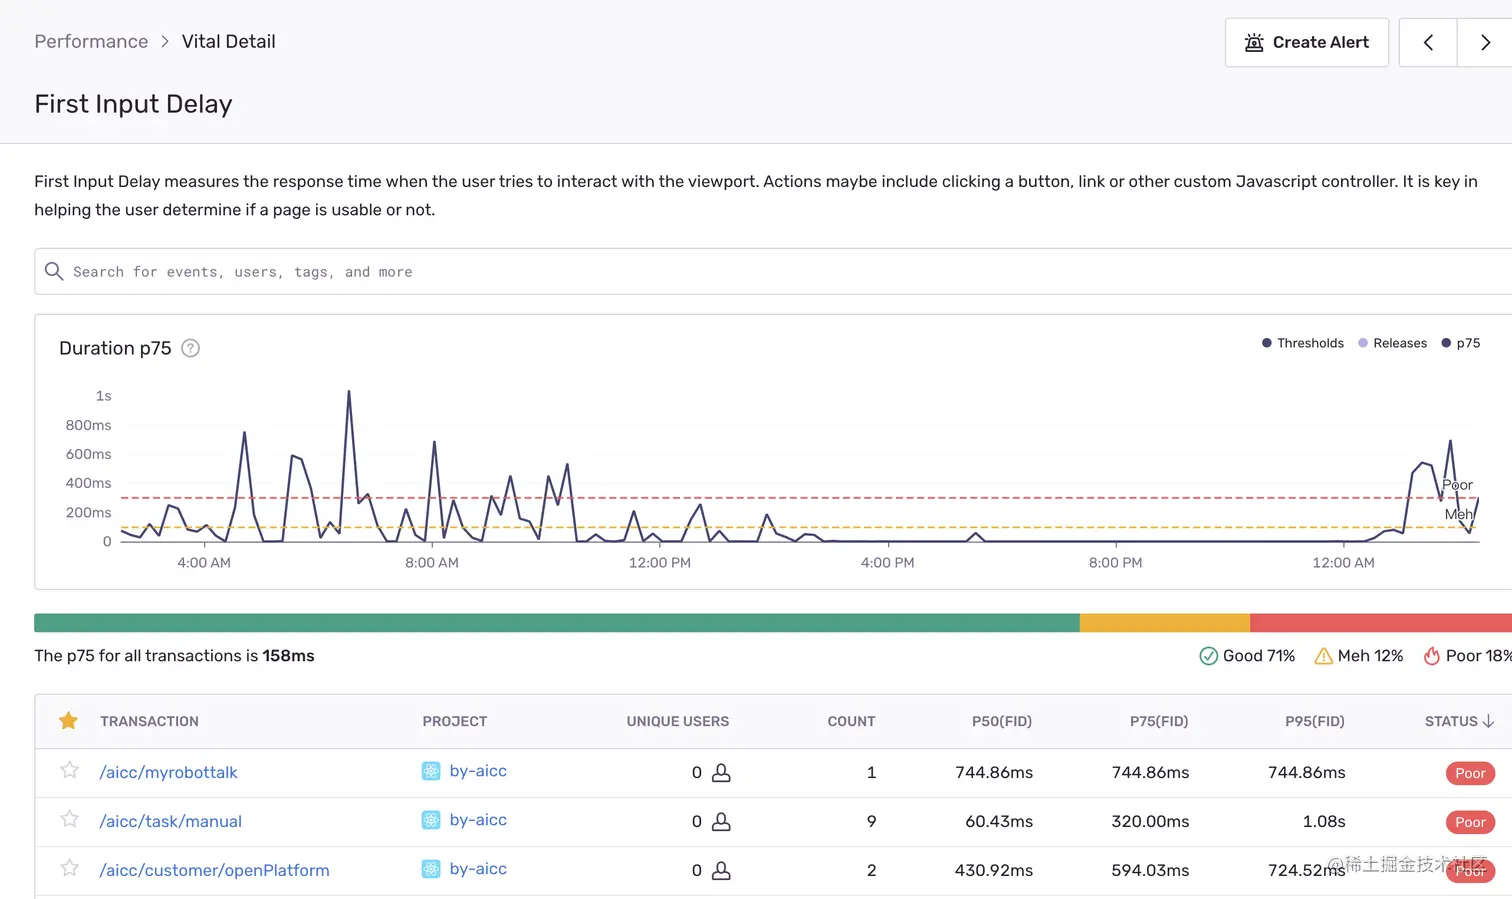 Performance > Vital Detail
Create Alert
First Input Delay
First Input Delay measures the response time when the user tries to interact with the viewport. Actions maybe include clicking a button, link or other custom Javascript controller. It is key in
helping the user determine if a page is usable or not.
Search for events, users, tags, and more
Duration p75 ?
Thresholds Releases p75
1s
800ms
600ms
400ms
200ms
0
Poor
Meh
4:00 AM 8:00 AM 12:00 PM 4:00 PM 8:00 PM 12:00 AM
The p75 for all transactions is 158ms
Good 71% Meh 12% Poor 18%
TRANSACTION PROJECT UNIQUE USERS COUNT P50(FID) P75(FID) P95(FID) STATUS
/aicc/myrobottalk by-aicc 0 1 744.86ms 744.86ms 744.86ms Poor
/aicc/task/manual by-aicc 0 9 60.43ms 320.00ms 1.08s Poor
/aicc/customer/openPlatform by-aicc 0 2 430.92ms 594.03ms 724.52ms Poor
@稀土掘金技术社区